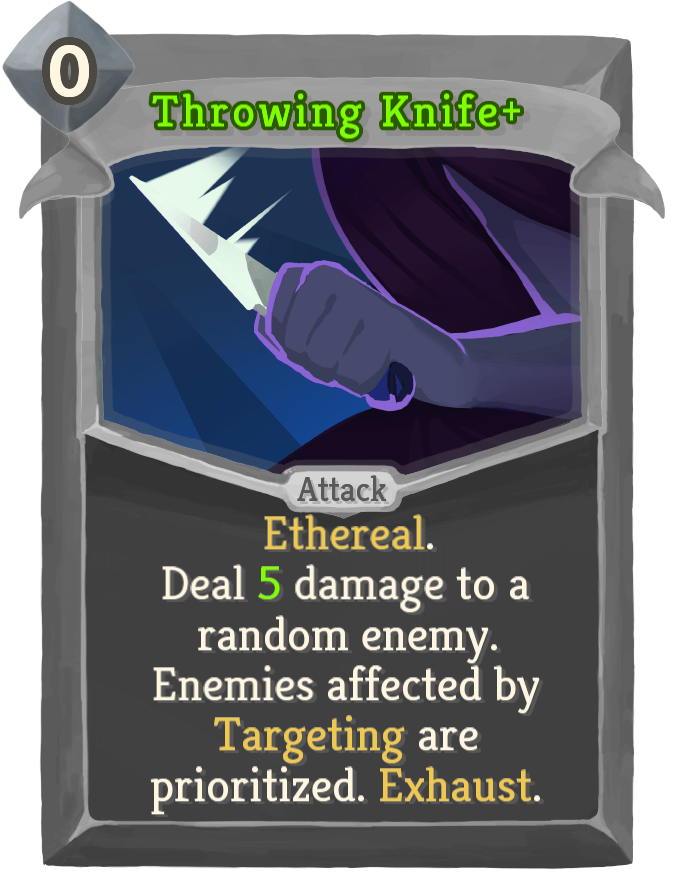 0
Throwing Knife+
Attack
Ethereal.
Deal 5 damage to a
random enemy.
Enemies affected by
Targeting are
prioritized. Exhaust.